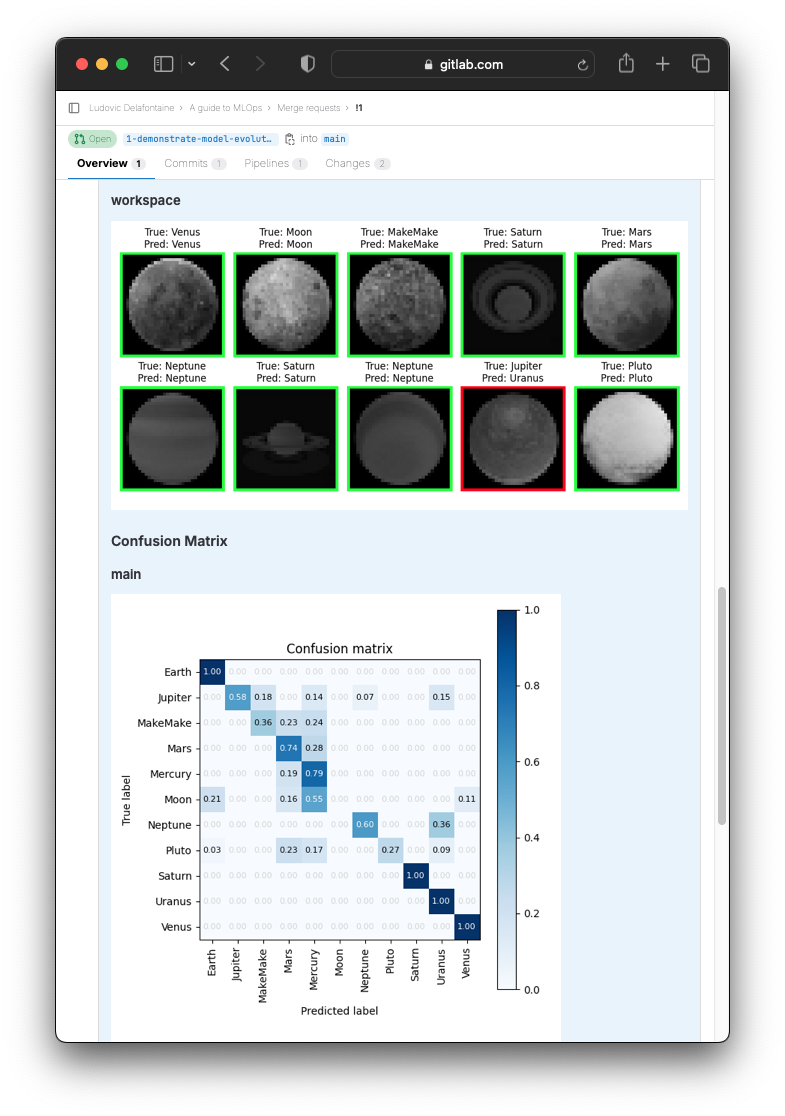 gitlab.com
Ludovic Delafontaine › A guide to MLOps › Merge requests › !1
Open 1-demonstrate-model-evolut… into main
Overview 1 Commits 1 Pipelines 1 Changes 2
workspace
True: Venus True: Moon True: MakeMake True: Saturn True: Mars
Pred: Venus Pred: Moon Pred: MakeMake Pred: Saturn Pred: Mars
True: Neptune True: Saturn True: Neptune True: Jupiter True: Pluto
Pred: Neptune Pred: Saturn Pred: Neptune Pred: Uranus Pred: Pluto
Confusion Matrix
main
Confusion matrix
Earth 1.00 0.00 0.00 0.00 0.00 0.00 0.00 0.00 0.00 0.00 0.00
Jupiter 0.00 0.58 0.18 0.00 0.14 0.00 0.07 0.00 0.00 0.15 0.00
MakeMake 0.00 0.00 0.36 0.23 0.24 0.00 0.00 0.00 0.00 0.00 0.00
Mars 0.00 0.00 0.00 0.74 0.28 0.00 0.00 0.00 0.00 0.00 0.00
Mercury 0.00 0.00 0.00 0.19 0.79 0.00 0.00 0.00 0.00 0.00 0.00
Moon 0.21 0.00 0.00 0.16 0.55 0.00 0.00 0.00 0.00 0.00 0.11
Neptune 0.00 0.00 0.00 0.00 0.00 0.00 0.60 0.00 0.00 0.36 0.00
Pluto 0.03 0.00 0.00 0.23 0.17 0.00 0.00 0.27 0.00 0.09 0.00
Saturn 0.00 0.00 0.00 0.00 0.00 0.00 0.00 0.00 1.00 0.00 0.00
Uranus 0.00 0.00 0.00 0.00 0.00 0.00 0.00 0.00 0.00 1.00 0.00
Venus 0.00 0.00 0.00 0.00 0.00 0.00 0.00 0.00 0.00 0.00 1.00
True label
Earth Jupiter MakeMake Mars Mercury Moon Neptune Pluto Saturn Uranus Venus
Predicted label
1.0
0.8
0.6
0.4
0.2
0.0